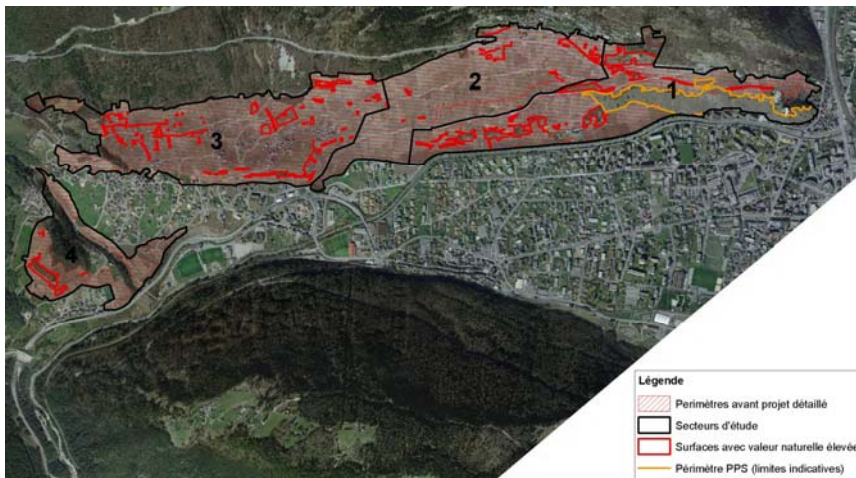 2
1
3
4
Légende
Perimètres avant projet détaillé
Secteurs d'étude
Surfaces avec valeur naturelle élevée
Périmètre PPS (limites indicatives)